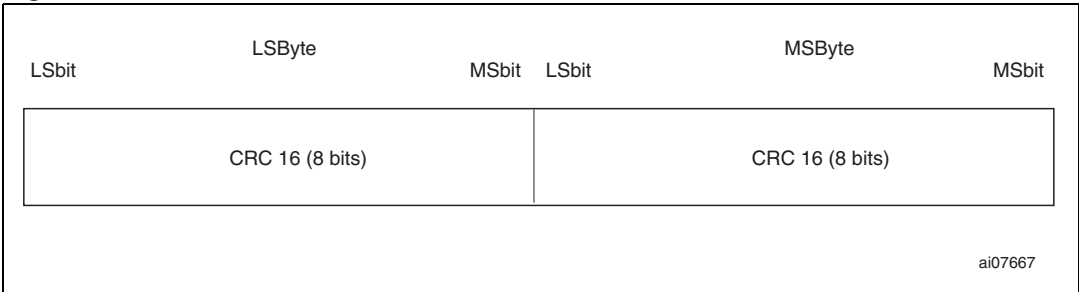 LSByte MSByte
LSbit MSbit LSbit MSbit
CRC 16 (8 bits) CRC 16 (8 bits)
ai07667